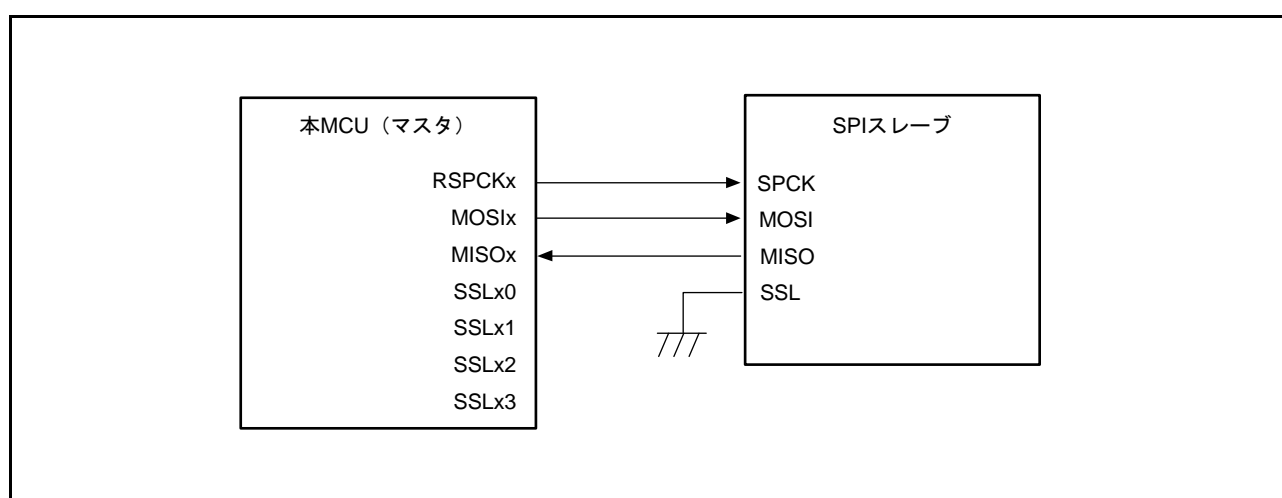 本MCU（マスタ）
RSPCKx
MOSIx
MISOx
SSLx0
SSLx1
SSLx2
SSLx3
SPIスレーブ
SPCK
MOSI
MISO
SSL